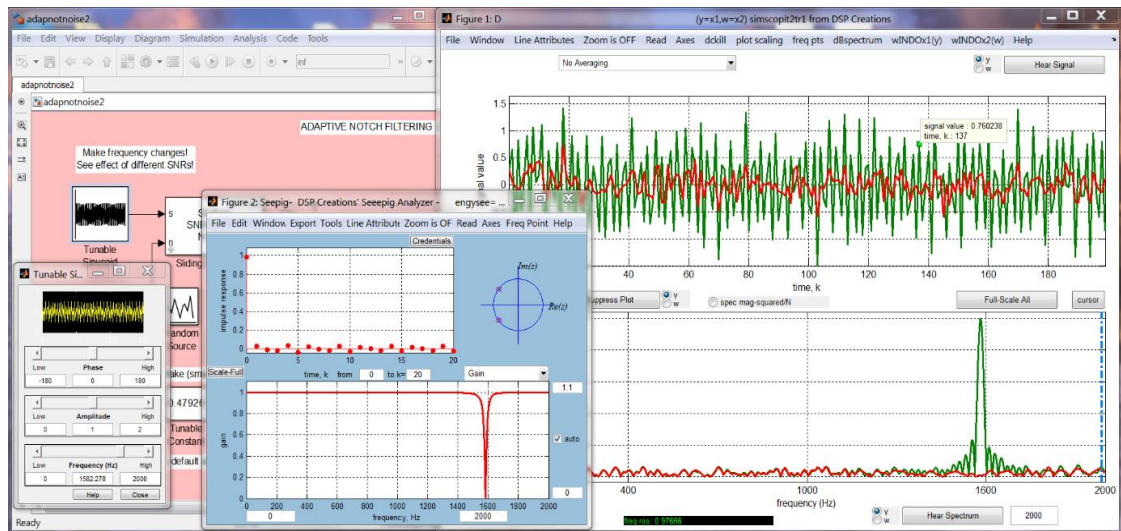 adapnotnoise2
File Edit View Display Diagram Simulation Analysis Code Tools
inf
adapnotnoise2
adapnotnoise2
ADAPTIVE NOTCH FILTERING
Make frequency changes!
See effect of different SNRs!
s
n
Tunable
Sinusoid
Sliding
Source
Tunable
Constan
default
Ready
Tunable Si...
Low Phase High
-180 0 180
Low Amplitude High
0 1 2
Low Frequency (Hz) High
0 1582.278 2000
Help Close
Figure 2: Seepig- DSP Creations' Seeepig Analyzer - engysee= ...
File Edit Window Export Tools Line Attribute Zoom is OF Read Axes Freq Point Help
Credentials
impulse response
1
0.8
0.6
0.4
0.2
0
0 5 10 15 20
Im(z)
Re(z)
Scale-Full
time, k from 0 to k= 20
Gain
1.1
auto
0
gain
1
0.8
0.6
0.4
0.2
0
0 200 400 600 800 1000 1200 1400 1600 1800 2000
0 frequency, Hz 2000
Figure 1: D (y=x1,w=x2) simscopit2tr1 from DSP Creations
File Window Line Attributes Zoom is OFF Read Axes dckill plot scaling freq pts dBspectrum wINDOx1(y) wINDOx2(w) Help
No Averaging
y
w
Hear Signal
1.5
1
0.5
0
signal value : 0.760238
time, k : 137
40 60 80 100 120 140 160 180
time, k
uppress Plot
y
w
spec mag-squared/N
Full-Scale All
cursor
400 1000 1600 2000
frequency (Hz)
freq res: 0.97656
y
w
Hear Spectrum
2000